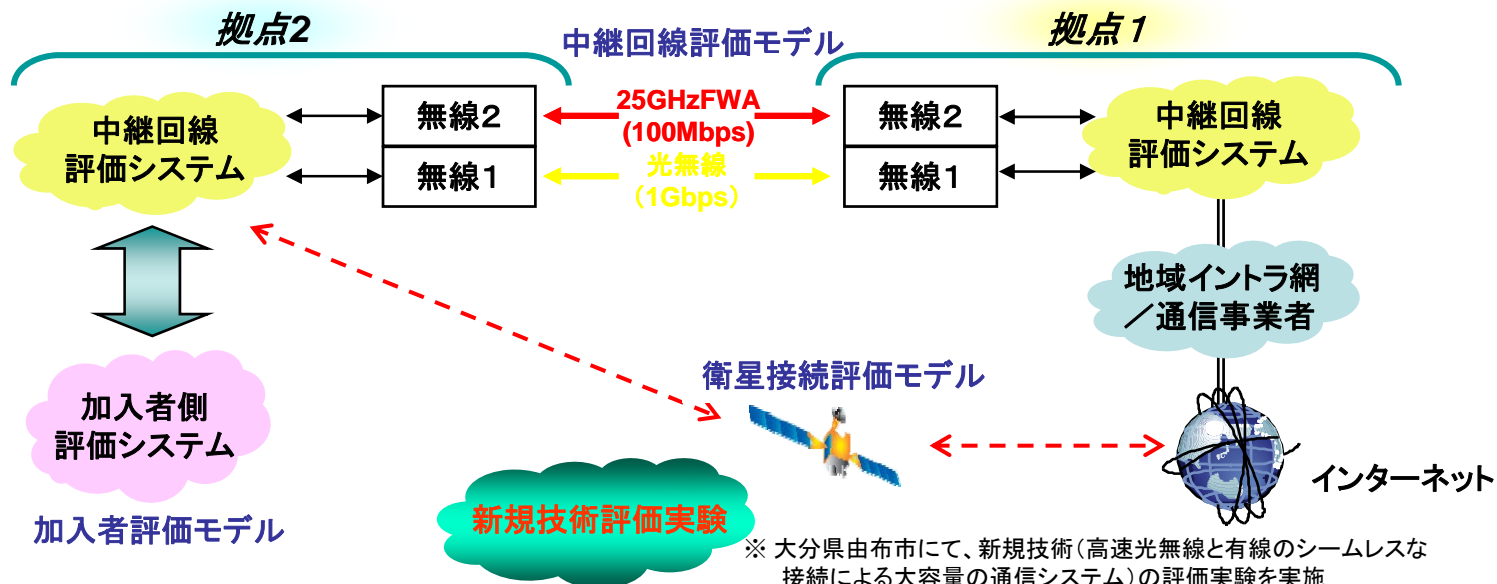 拠点2
中継回線評価モデル
拠点１
中継回線
評価システム
無線２
無線１
25GHzFWA
(100Mbps)
光無線
（1Gbps）
無線２
無線１
中継回線
評価システム
地域イントラ網
／通信事業者
加入者側
評価システム
加入者評価モデル
衛星接続評価モデル
インターネット
新規技術評価実験
※ 大分県由布市にて、新規技術（高速光無線と有線のシームレスな
接続による大容量の通信システム）の評価実験を実施